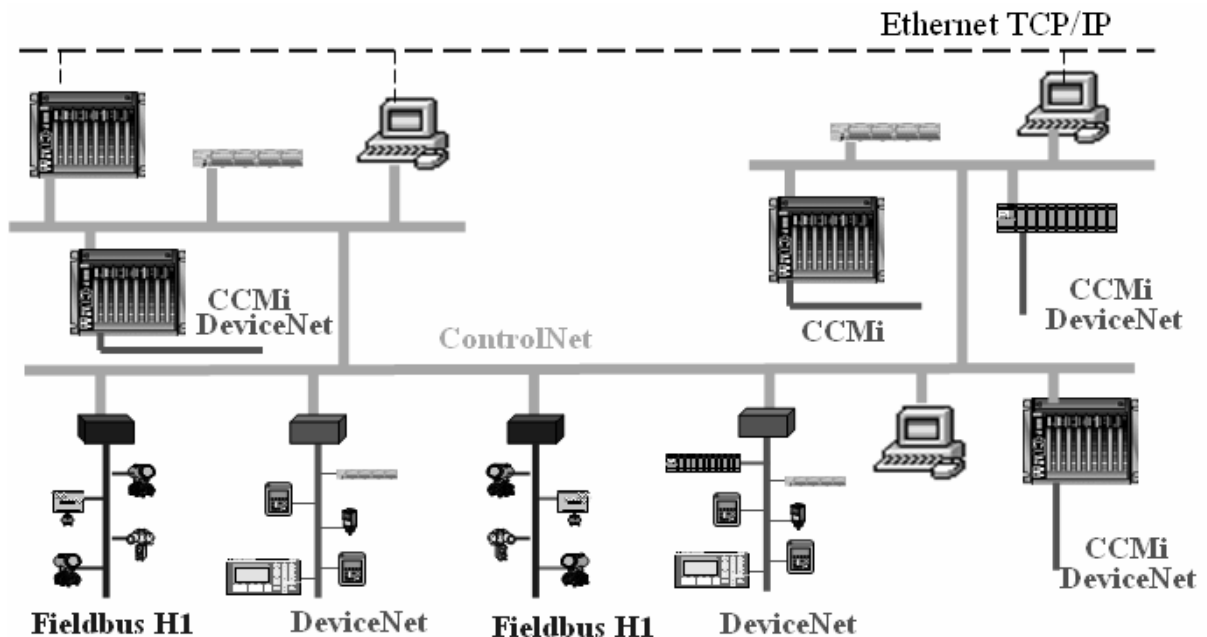 Ethernet TCP/IP
CCMi
DeviceNet
CCMi
CCMi
DeviceNet
ControlNet
CCMi
DeviceNet
Fieldbus H1
DeviceNet
Fieldbus H1
DeviceNet